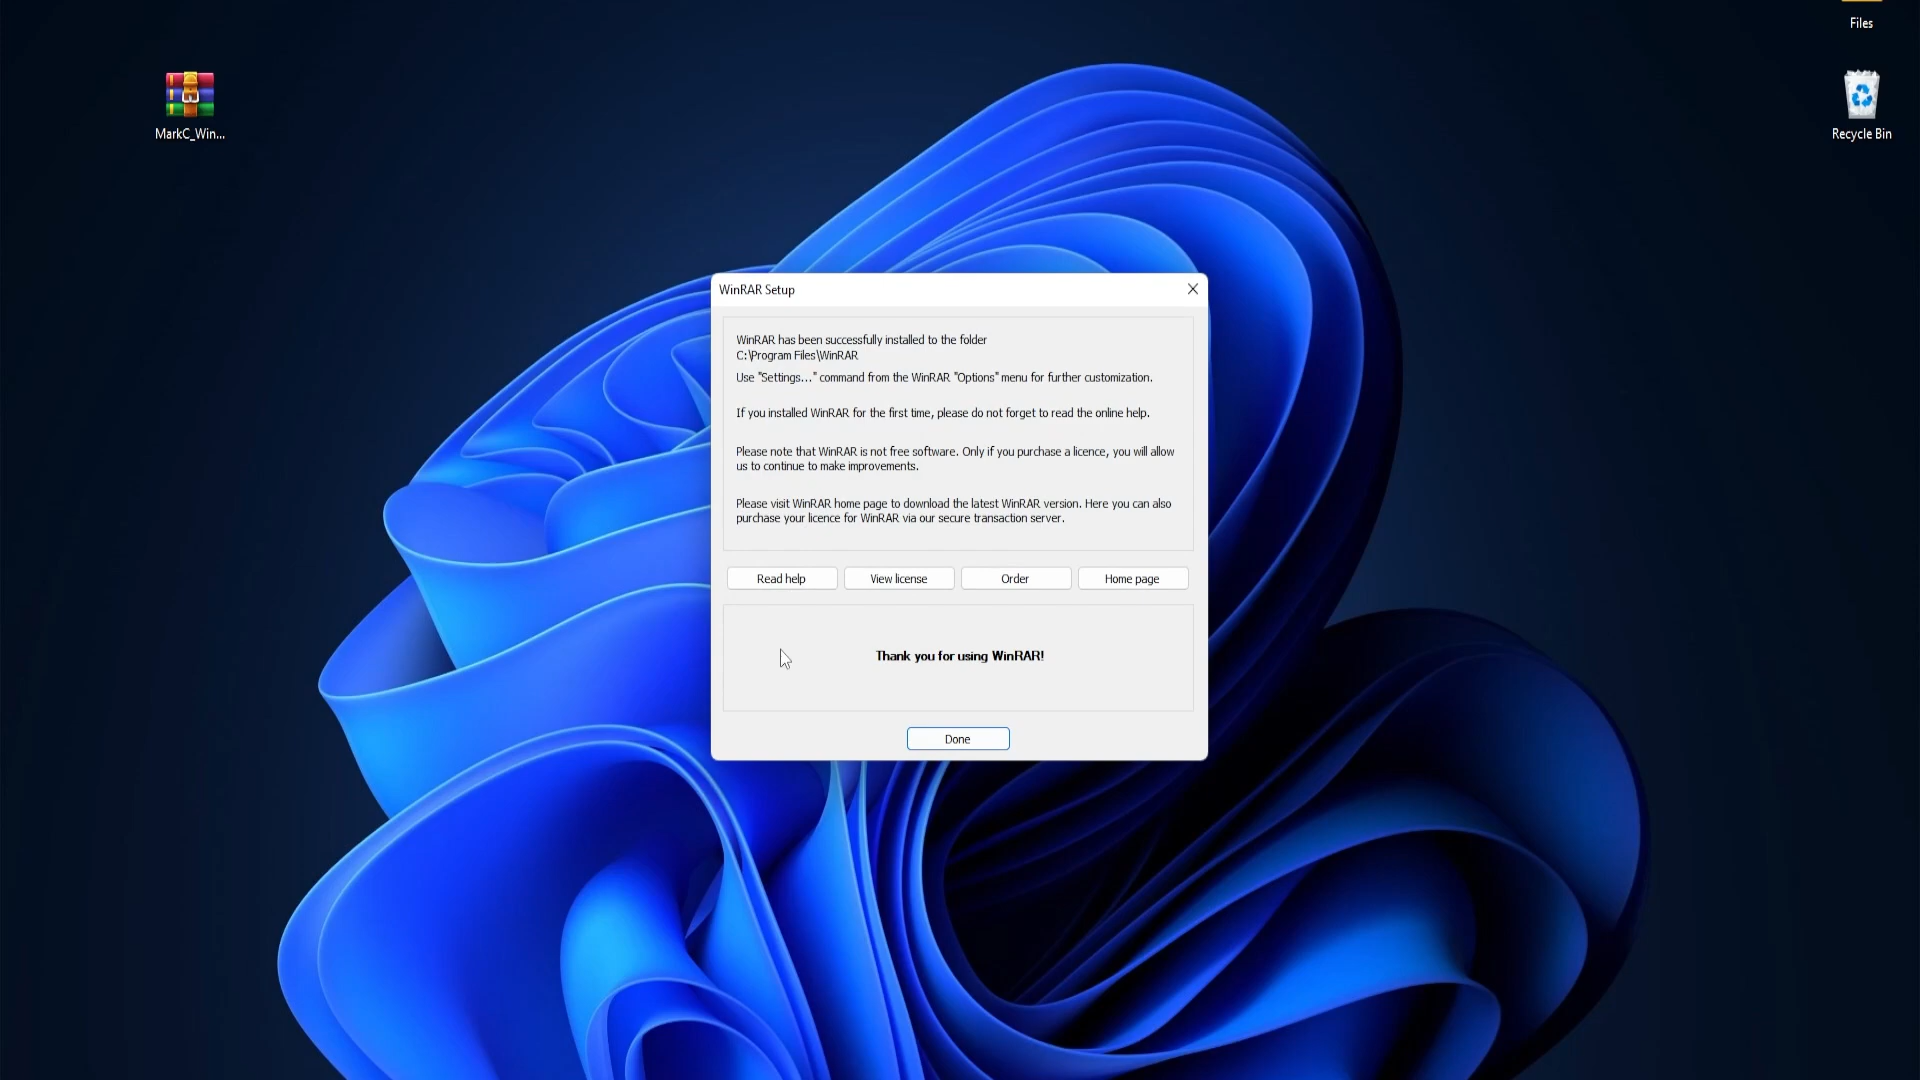 Files
MarkC_Win...
Recycle Bin
WinRAR Setup
WinRAR has been successfully installed to the folder
C:\Program Files\WinRAR
Use "Settings..." command from the WinRAR "Options" menu for further customization.
If you installed WinRAR for the first time, please do not forget to read the online help.
Please note that WinRAR is not free software. Only if you purchase a licence, you will allow
us to continue to make improvements.
Please visit WinRAR home page to download the latest WinRAR version. Here you can also
purchase your licence for WinRAR via our secure transaction server.
Read help
View license
Order
Home page
Thank you for using WinRAR!
Done